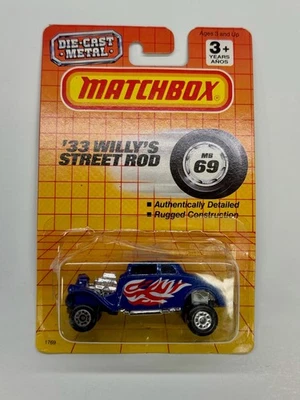 Ages 3 and Up
DIE-CAST
METAL
3+
YEARS
AÑOS
MATCHBOX
'33 WILLY'S
STREET ROD
MB
69
■ Authentically Detailed
■ Rugged Construction